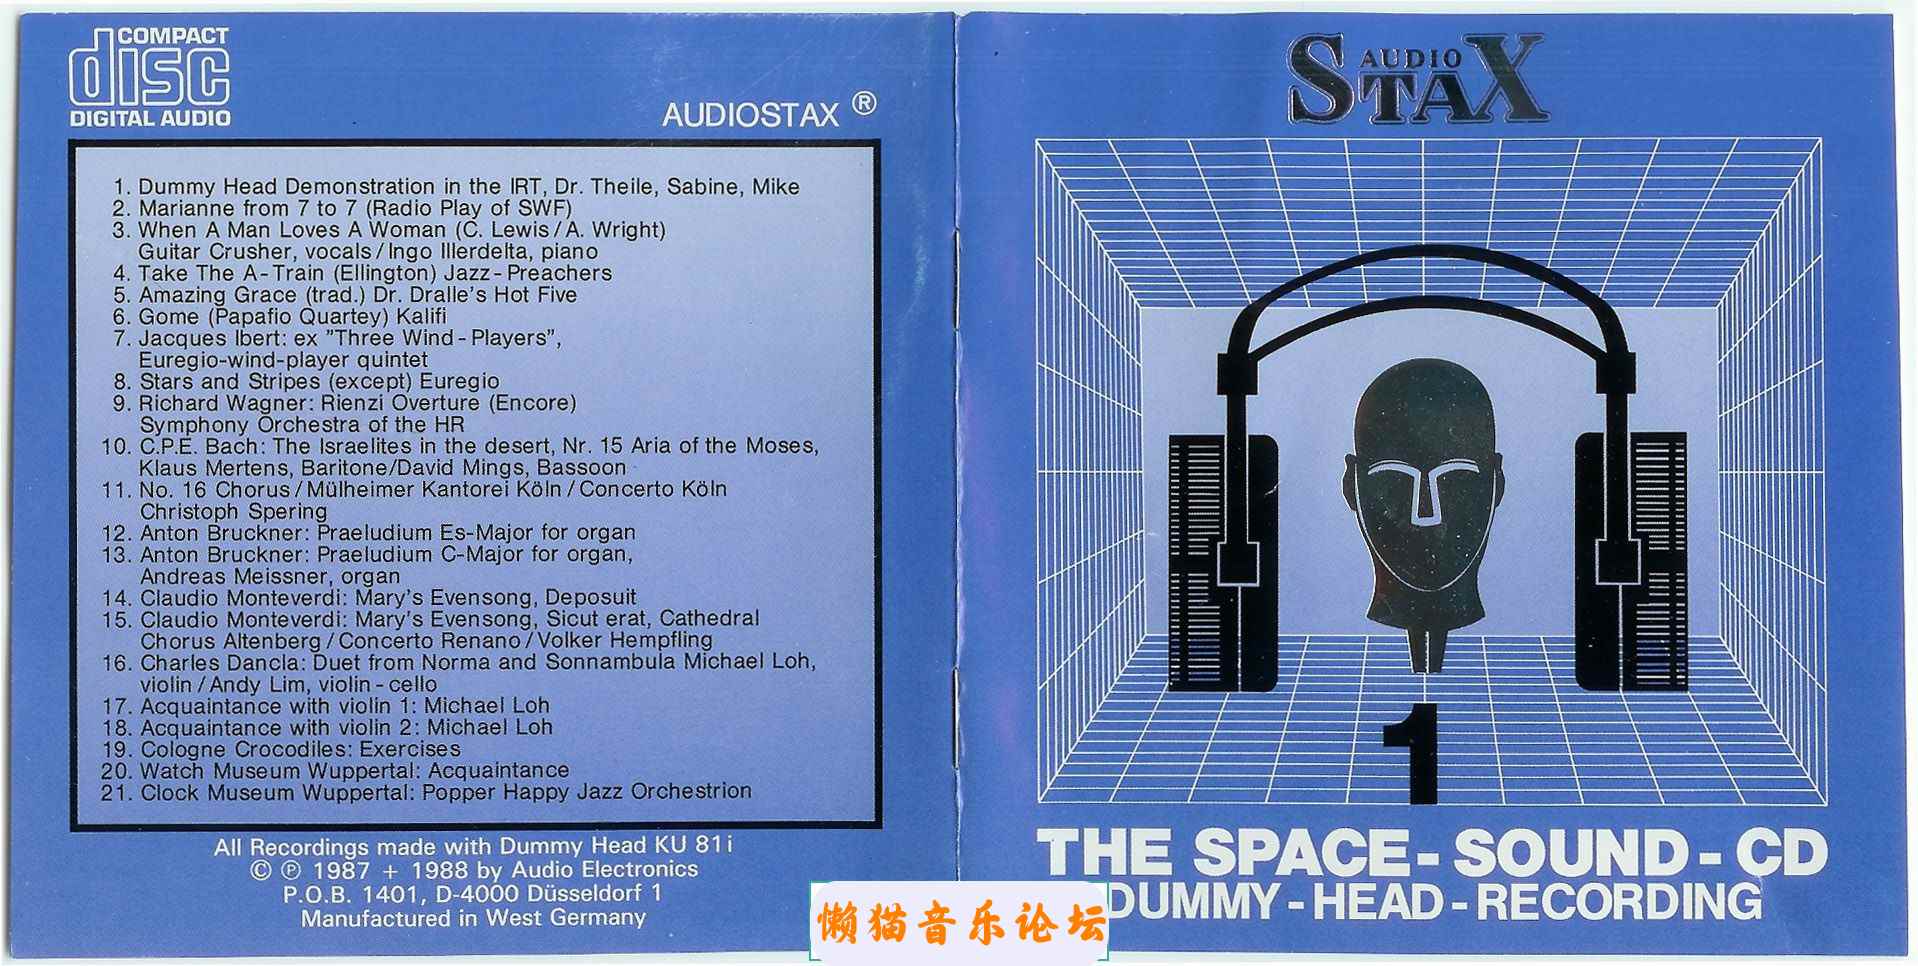 COMPACT
disc
DIGITAL AUDIO
AUDIOSTAX ®
1. Dummy Head Demonstration in the IRT, Dr. Theile, Sabine, Mike
2. Marianne from 7 to 7 (Radio Play of SWF)
3. When A Man Loves A Woman (C. Lewis/A. Wright)
Guitar Crusher, vocals/Ingo Illerdelta, piano
4. Take The A-Train (Ellington) Jazz-Preachers
5. Amazing Grace (trad.) Dr. Dralle's Hot Five
6. Gome (Papafio Quartey) Kalifi
7. Jacques Ibert: ex "Three Wind-Players",
Euregio-wind-player quintet
8. Stars and Stripes (except) Euregio
9. Richard Wagner: Rienzi Overture (Encore)
Symphony Orchestra of the HR
10. C.P.E. Bach: The Israelites in the desert, Nr. 15 Aria of the Moses,
Klaus Mertens, Baritone/David Mings, Bassoon
11. No. 16 Chorus/Mülheimer Kantorei Köln/Concerto Köln
Christoph Spering
12. Anton Bruckner: Praeludium Es-Major for organ
13. Anton Bruckner: Praeludium C-Major for organ,
Andreas Meissner, organ
14. Claudio Monteverdi: Mary's Evensong, Deposuit
15. Claudio Monteverdi: Mary's Evensong, Sicut erat, Cathedral
Chorus Altenberg/Concerto Renano/Volker Hempfling
16. Charles Dancla: Duet from Norma and Sonnambula Michael Loh,
violin/Andy Lim, violin-cello
17. Acquaintance with violin 1: Michael Loh
18. Acquaintance with violin 2: Michael Loh
19. Cologne Crocodiles: Exercises
20. Watch Museum Wuppertal: Acquaintance
21. Clock Museum Wuppertal: Popper Happy Jazz Orchestrion
All Recordings made with Dummy Head KU 81i
© ℗ 1987 + 1988 by Audio Electronics
P.O.B. 1401, D-4000 Düsseldorf 1
Manufactured in West Germany
AUDIO
STAX
1
THE SPACE-SOUND-CD
DUMMY-HEAD-RECORDING
懒猫音乐论坛